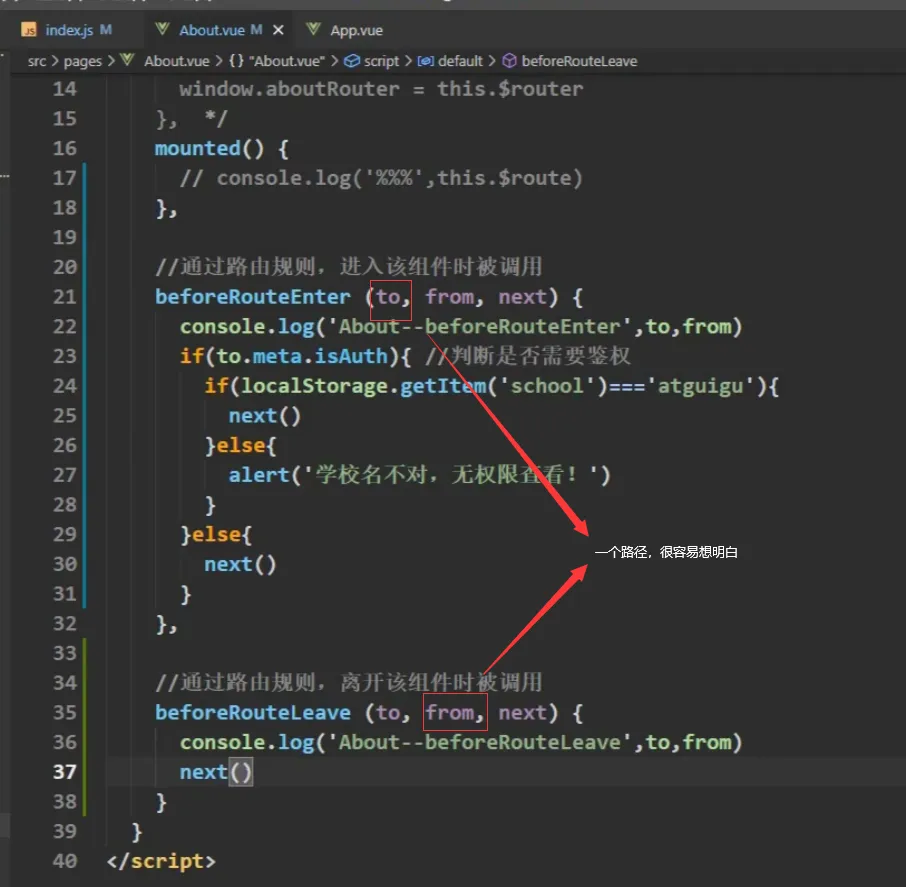 index.js M About.vue M App.vue
src > pages > About.vue > {} "About.vue" > script > default > beforeRouteLeave
14 window.aboutRouter = this.$router
15 }, */
16 mounted() {
17 // console.log('%%%',this.$route)
18 },
19
20 //通过路由规则，进入该组件时被调用
21 beforeRouteEnter (to, from, next) {
22 console.log('About--beforeRouteEnter',to,from)
23 if(to.meta.isAuth){ //判断是否需要鉴权
24 if(localStorage.getItem('school')==='atguigu'){
25 next()
26 }else{
27 alert('学校名不对，无权限查看！')
28 }
29 }else{
一个路径，很容易想明白
30 next()
31 }
32 },
33
34 //通过路由规则，离开该组件时被调用
35 beforeRouteLeave (to, from, next) {
36 console.log('About--beforeRouteLeave',to,from)
37 next()
38 }
39 }
40 </script>